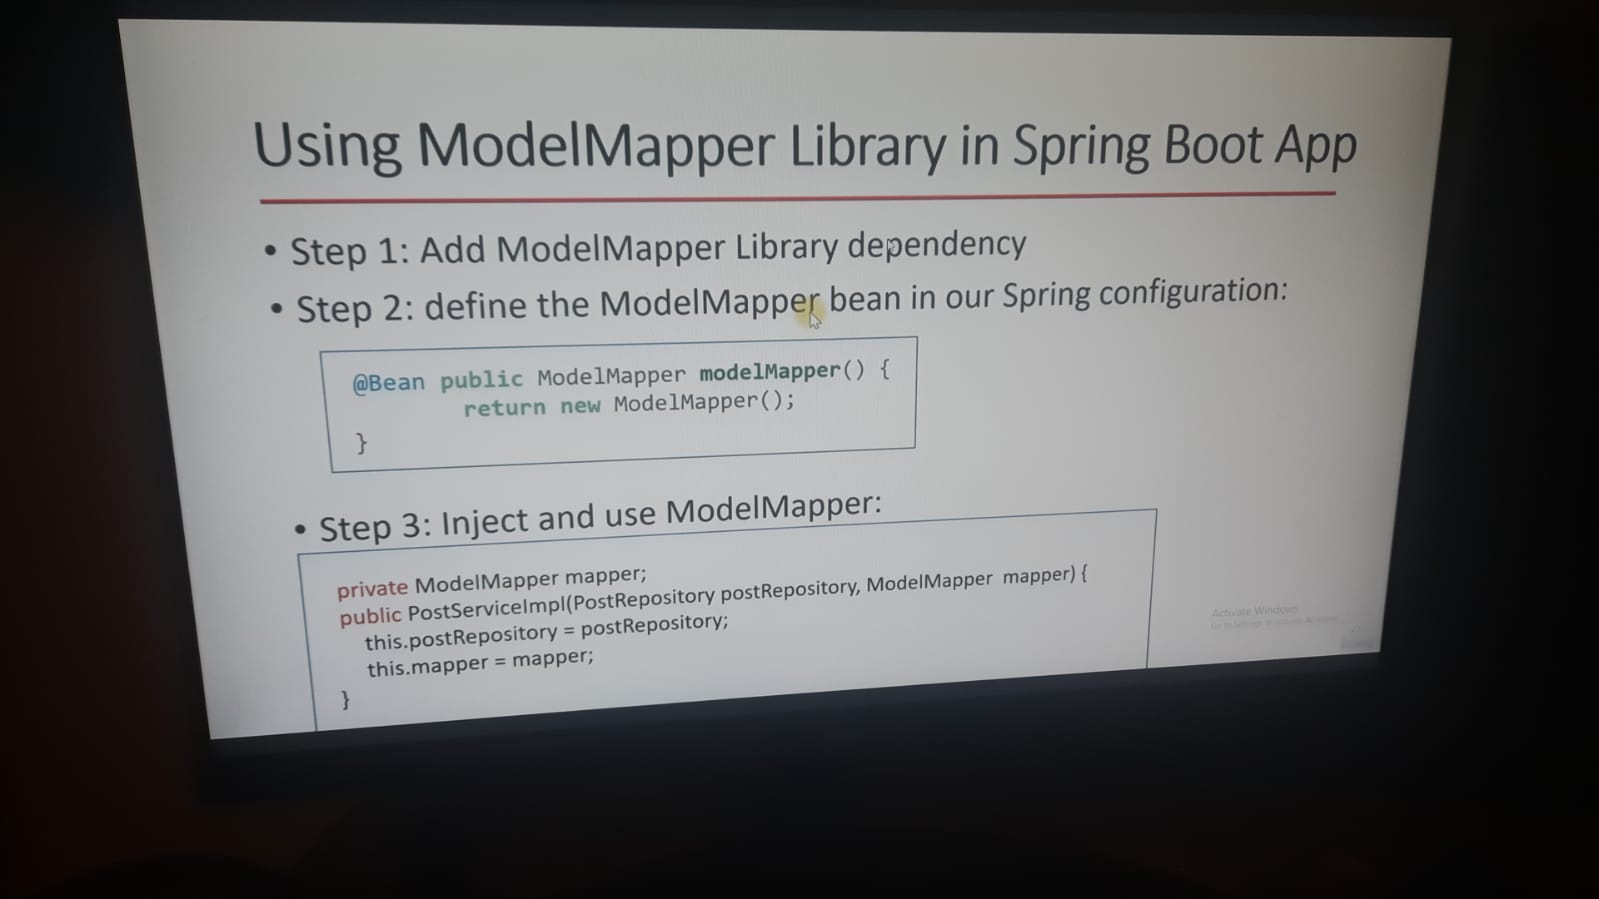 Using ModelMapper Library in Spring Boot App
• Step 1: Add ModelMapper Library dependency
• Step 2: define the ModelMapper bean in our Spring configuration:
@Bean public ModelMapper modelMapper() {
return new ModelMapper();
}
• Step 3: Inject and use ModelMapper:
private ModelMapper mapper;
public PostServiceImpl(PostRepository postRepository, ModelMapper mapper) {
this.postRepository = postRepository;
this.mapper = mapper;
}
Activate Windows
Go to Settings to activate Windows.